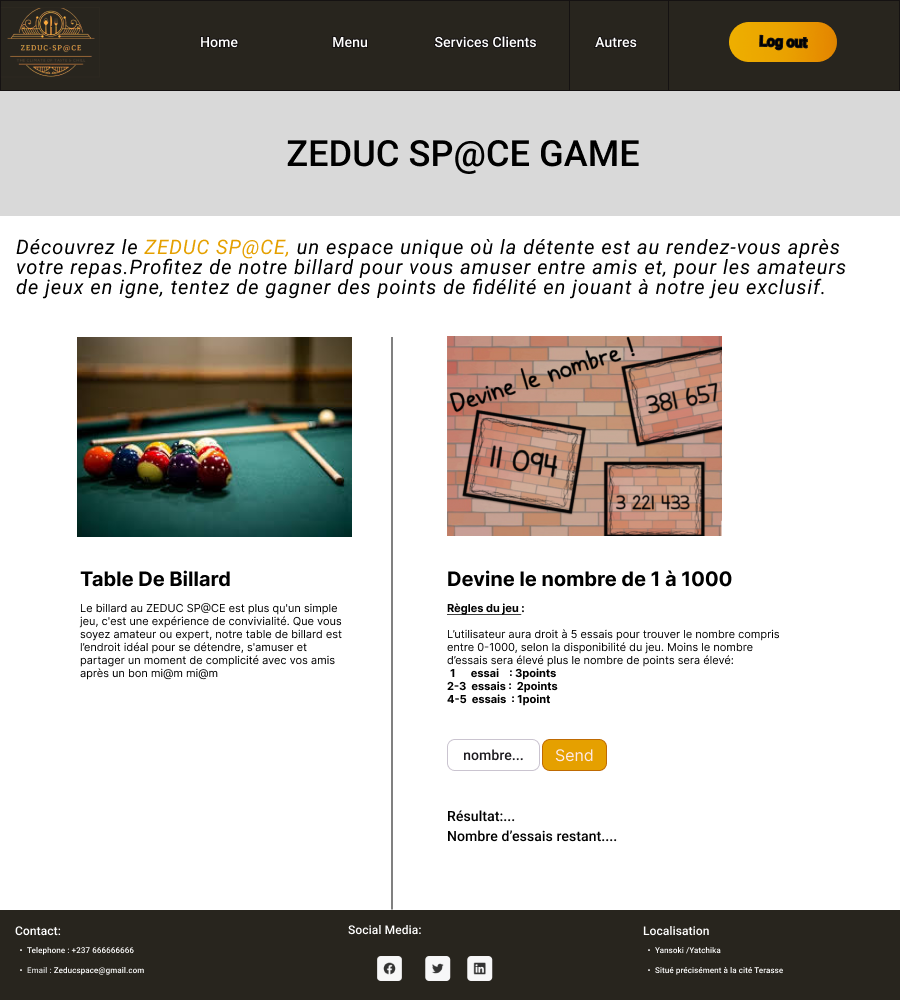 ZEDUC-SP@CE
Home
Menu
Services Clients
Autres
Log out
ZEDUC SP@CE GAME
Découvrez le ZEDUC SP@CE, un espace unique où la détente est au rendez-vous après
votre repas.Profitez de notre billard pour vous amuser entre amis et, pour les amateurs
de jeux en igne, tentez de gagner des points de fidélité en jouant à notre jeu exclusif.
Devine le nombre !
381 657
11 094
3 221 433
Table De Billard
Le billard au ZEDUC SP@CE est plus qu'un simple
jeu, c'est une expérience de convivialité. Que vous
soyez amateur ou expert, notre table de billard est
l'endroit idéal pour se détendre, s'amuser et
partager un moment de complicité avec vos amis
après un bon mi@m mi@m
Devine le nombre de 1 à 1000
Règles du jeu :
L'utilisateur aura droit à 5 essais pour trouver le nombre compris
entre 0-1000, selon la disponibilité du jeu. Moins le nombre
d'essais sera élevé plus le nombre de points sera élevé:
1 essai : 3points
2-3 essais : 2points
4-5 essais : 1point
nombre... Send
Résultat:...
Nombre d'essais restant....
Contact:
• Telephone : +237 666666666
• Email : Zeducspace@gmail.com
Social Media:
Localisation
• Yansoki /Yatchika
• Situé précisément à la cité Terasse